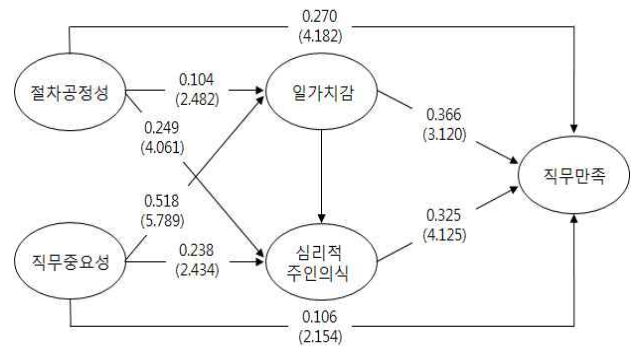 0.270
(4.182)
절차공정성
0.104
(2.482)
일가치감
0.249
(4.061)
0.366
(3.120)
직무만족
0.518
(5.789)
0.325
(4.125)
직무중요성
0.238
(2.434)
심리적
주인의식
0.106
(2.154)